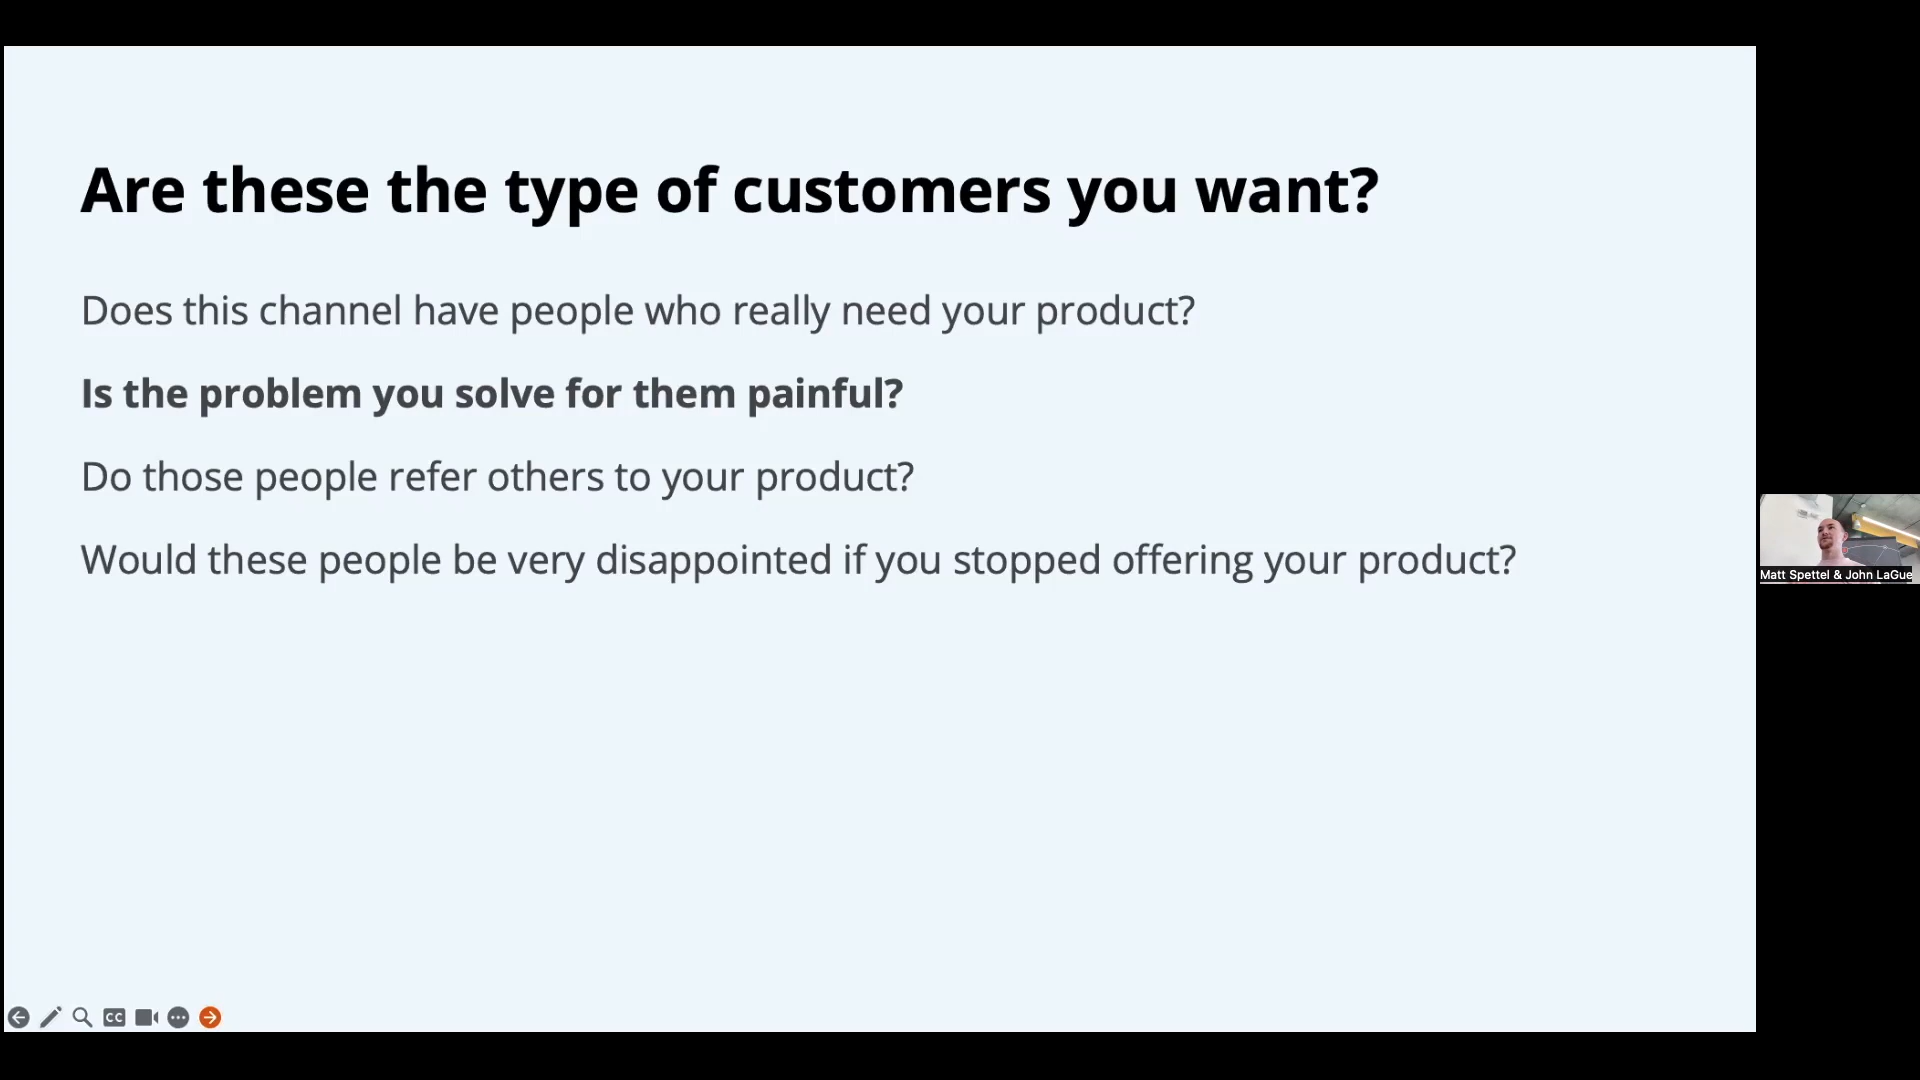 Are these the type of customers you want?
Does this channel have people who really need your product?
Is the problem you solve for them painful?
Do those people refer others to your product?
Would these people be very disappointed if you stopped offering your product?
Matt Spettel & John LaGue
CC